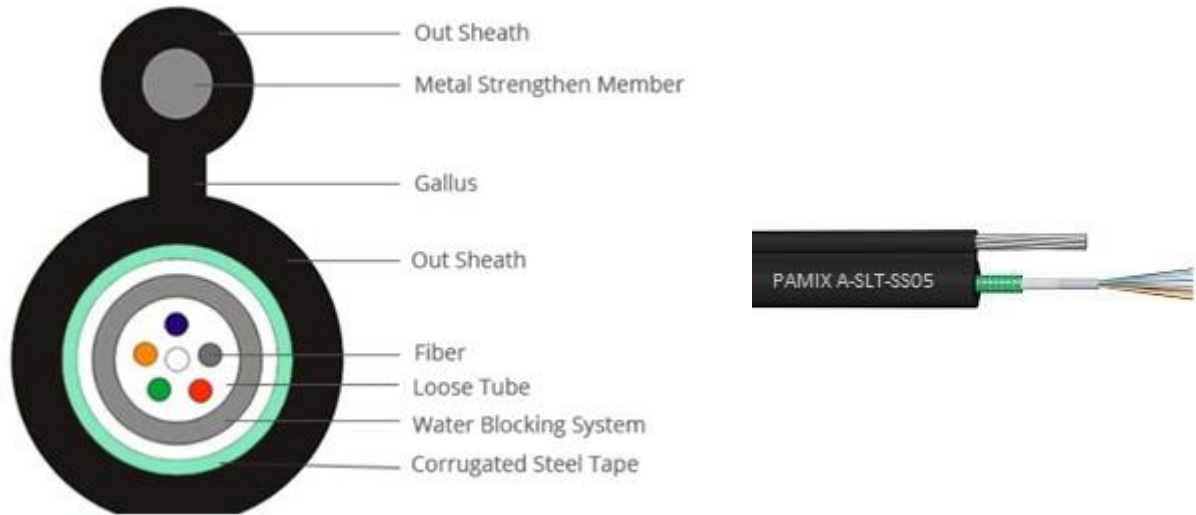 Out Sheath
Metal Strengthen Member
Gallus
Out Sheath
Fiber
Loose Tube
Water Blocking System
Corrugated Steel Tape
PAMIX A-SLT-SS05